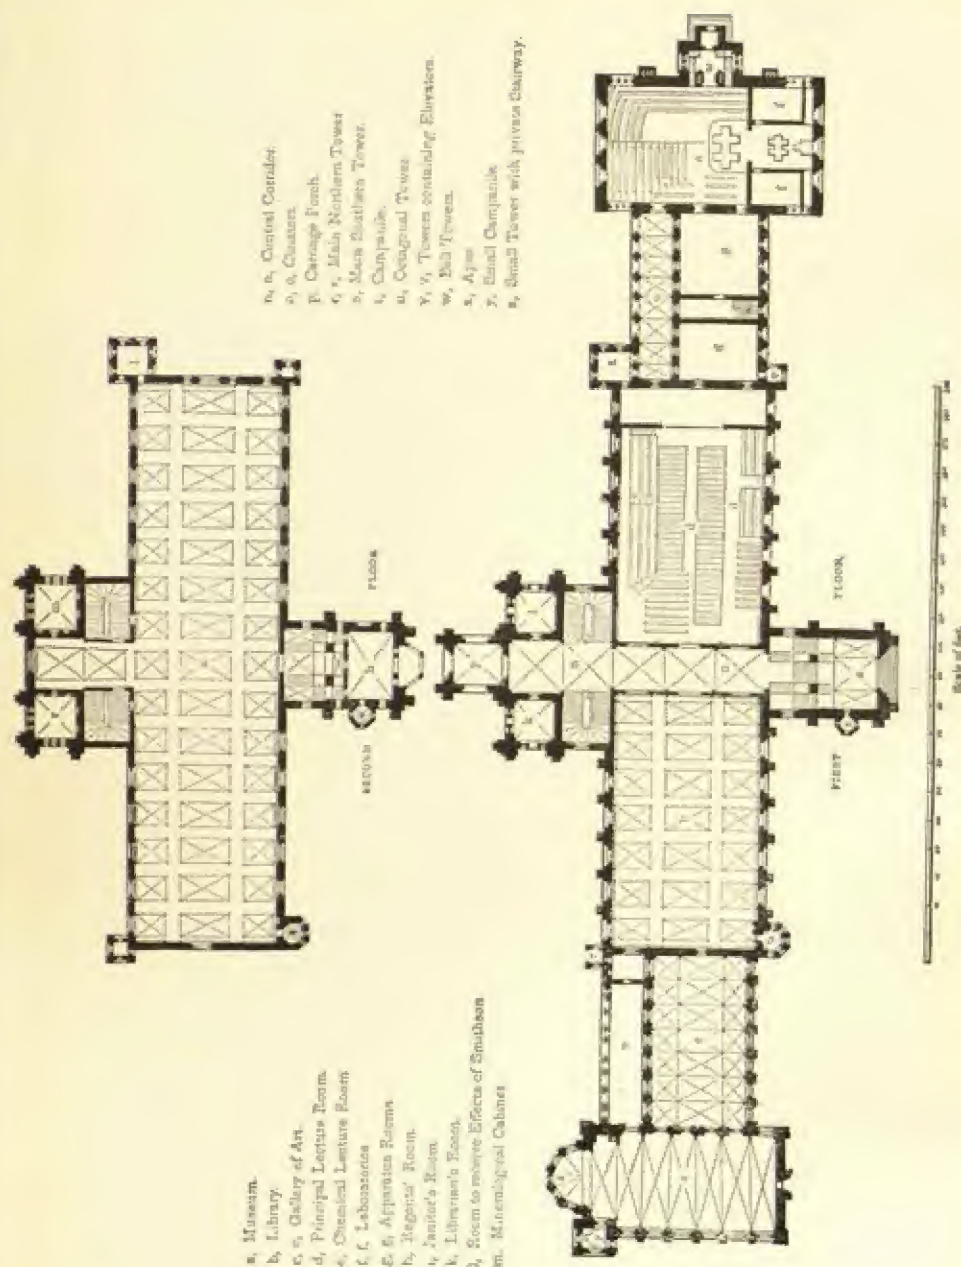 a, Museum.
b, Library.
c, c, Gallery of Art
d, Principal Lecture Room.
e, Chemical Lecture Room
f, f, Laboratories
g, g, Apparatus Rooms
h, Regents' Room.
Janitor's Room
k, Librarian's Room.
Room to receive Effects of Smithson
m. Mineralogical Cabinet
n, n, Central Corridor.
o, o, Cloisters
p. Carriage Porch.
r, r, Main Northern Tower
s, Main Southern Tower.
t, Campanile.
u, Octagonal Tower
v, v, Towers containing Elevators.
w. Bell Towers.
x, Apse
y. Small Campanile
z, Small Tower with private Stairway.
SECOND FLOOR
FIRST FLOOR,
Scale of feet.